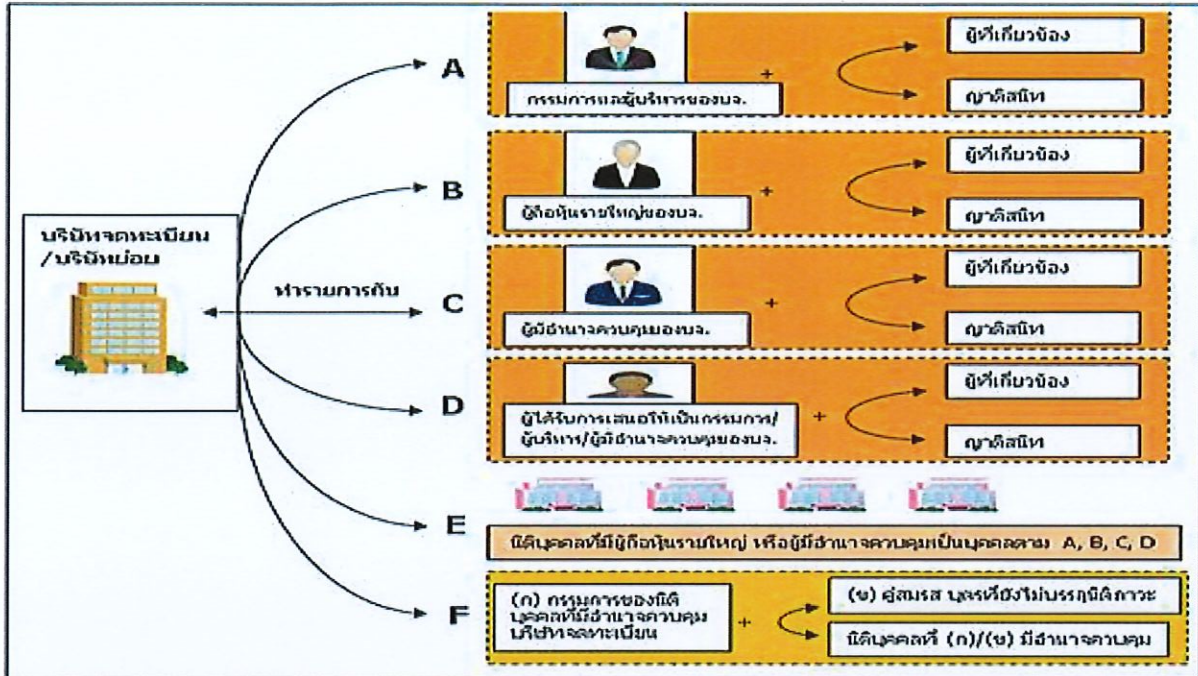 A
กรรมการและผู้บริหารของบจ.
+
ผู้ที่เกี่ยวข้อง
ญาติสนิท
B
ผู้ถือหุ้นรายใหญ่ของบจ.
+
ผู้ที่เกี่ยวข้อง
ญาติสนิท
บริษัทจดทะเบียน
/บริษัทย่อย
ทำรายการกับ
C
ผู้มีอำนาจควบคุมของบจ.
+
ผู้ที่เกี่ยวข้อง
ญาติสนิท
D
ผู้ได้รับการเสนอให้เป็นกรรมการ/
ผู้บริหาร/ผู้มีอำนาจควบคุมของบจ.
+
ผู้ที่เกี่ยวข้อง
ญาติสนิท
E
นิติบุคคลที่มีผู้ถือหุ้นรายใหญ่ หรือผู้มีอำนาจควบคุมเป็นบุคคลตาม A, B, C, D
F
(ก) กรรมการของนิติ
บุคคลที่มีอำนาจควบคุม
บริษัทจดทะเบียน
+
(ข) คู่สมรส บุตรที่ยังไม่บรรลุนิติภาวะ
นิติบุคคลที่ (ก)/(ข) มีอำนาจควบคุม